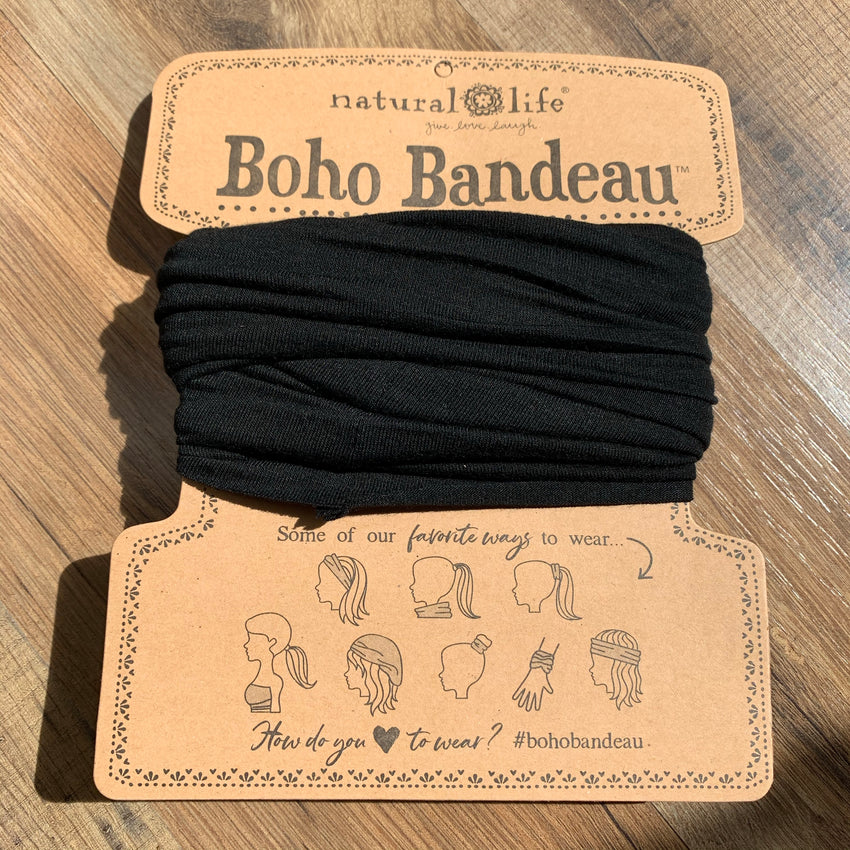 natural life®
give love laugh
Boho Bandeau™
Some of our favorite ways to wear...
How do you ♥ to wear? #bohobandeau